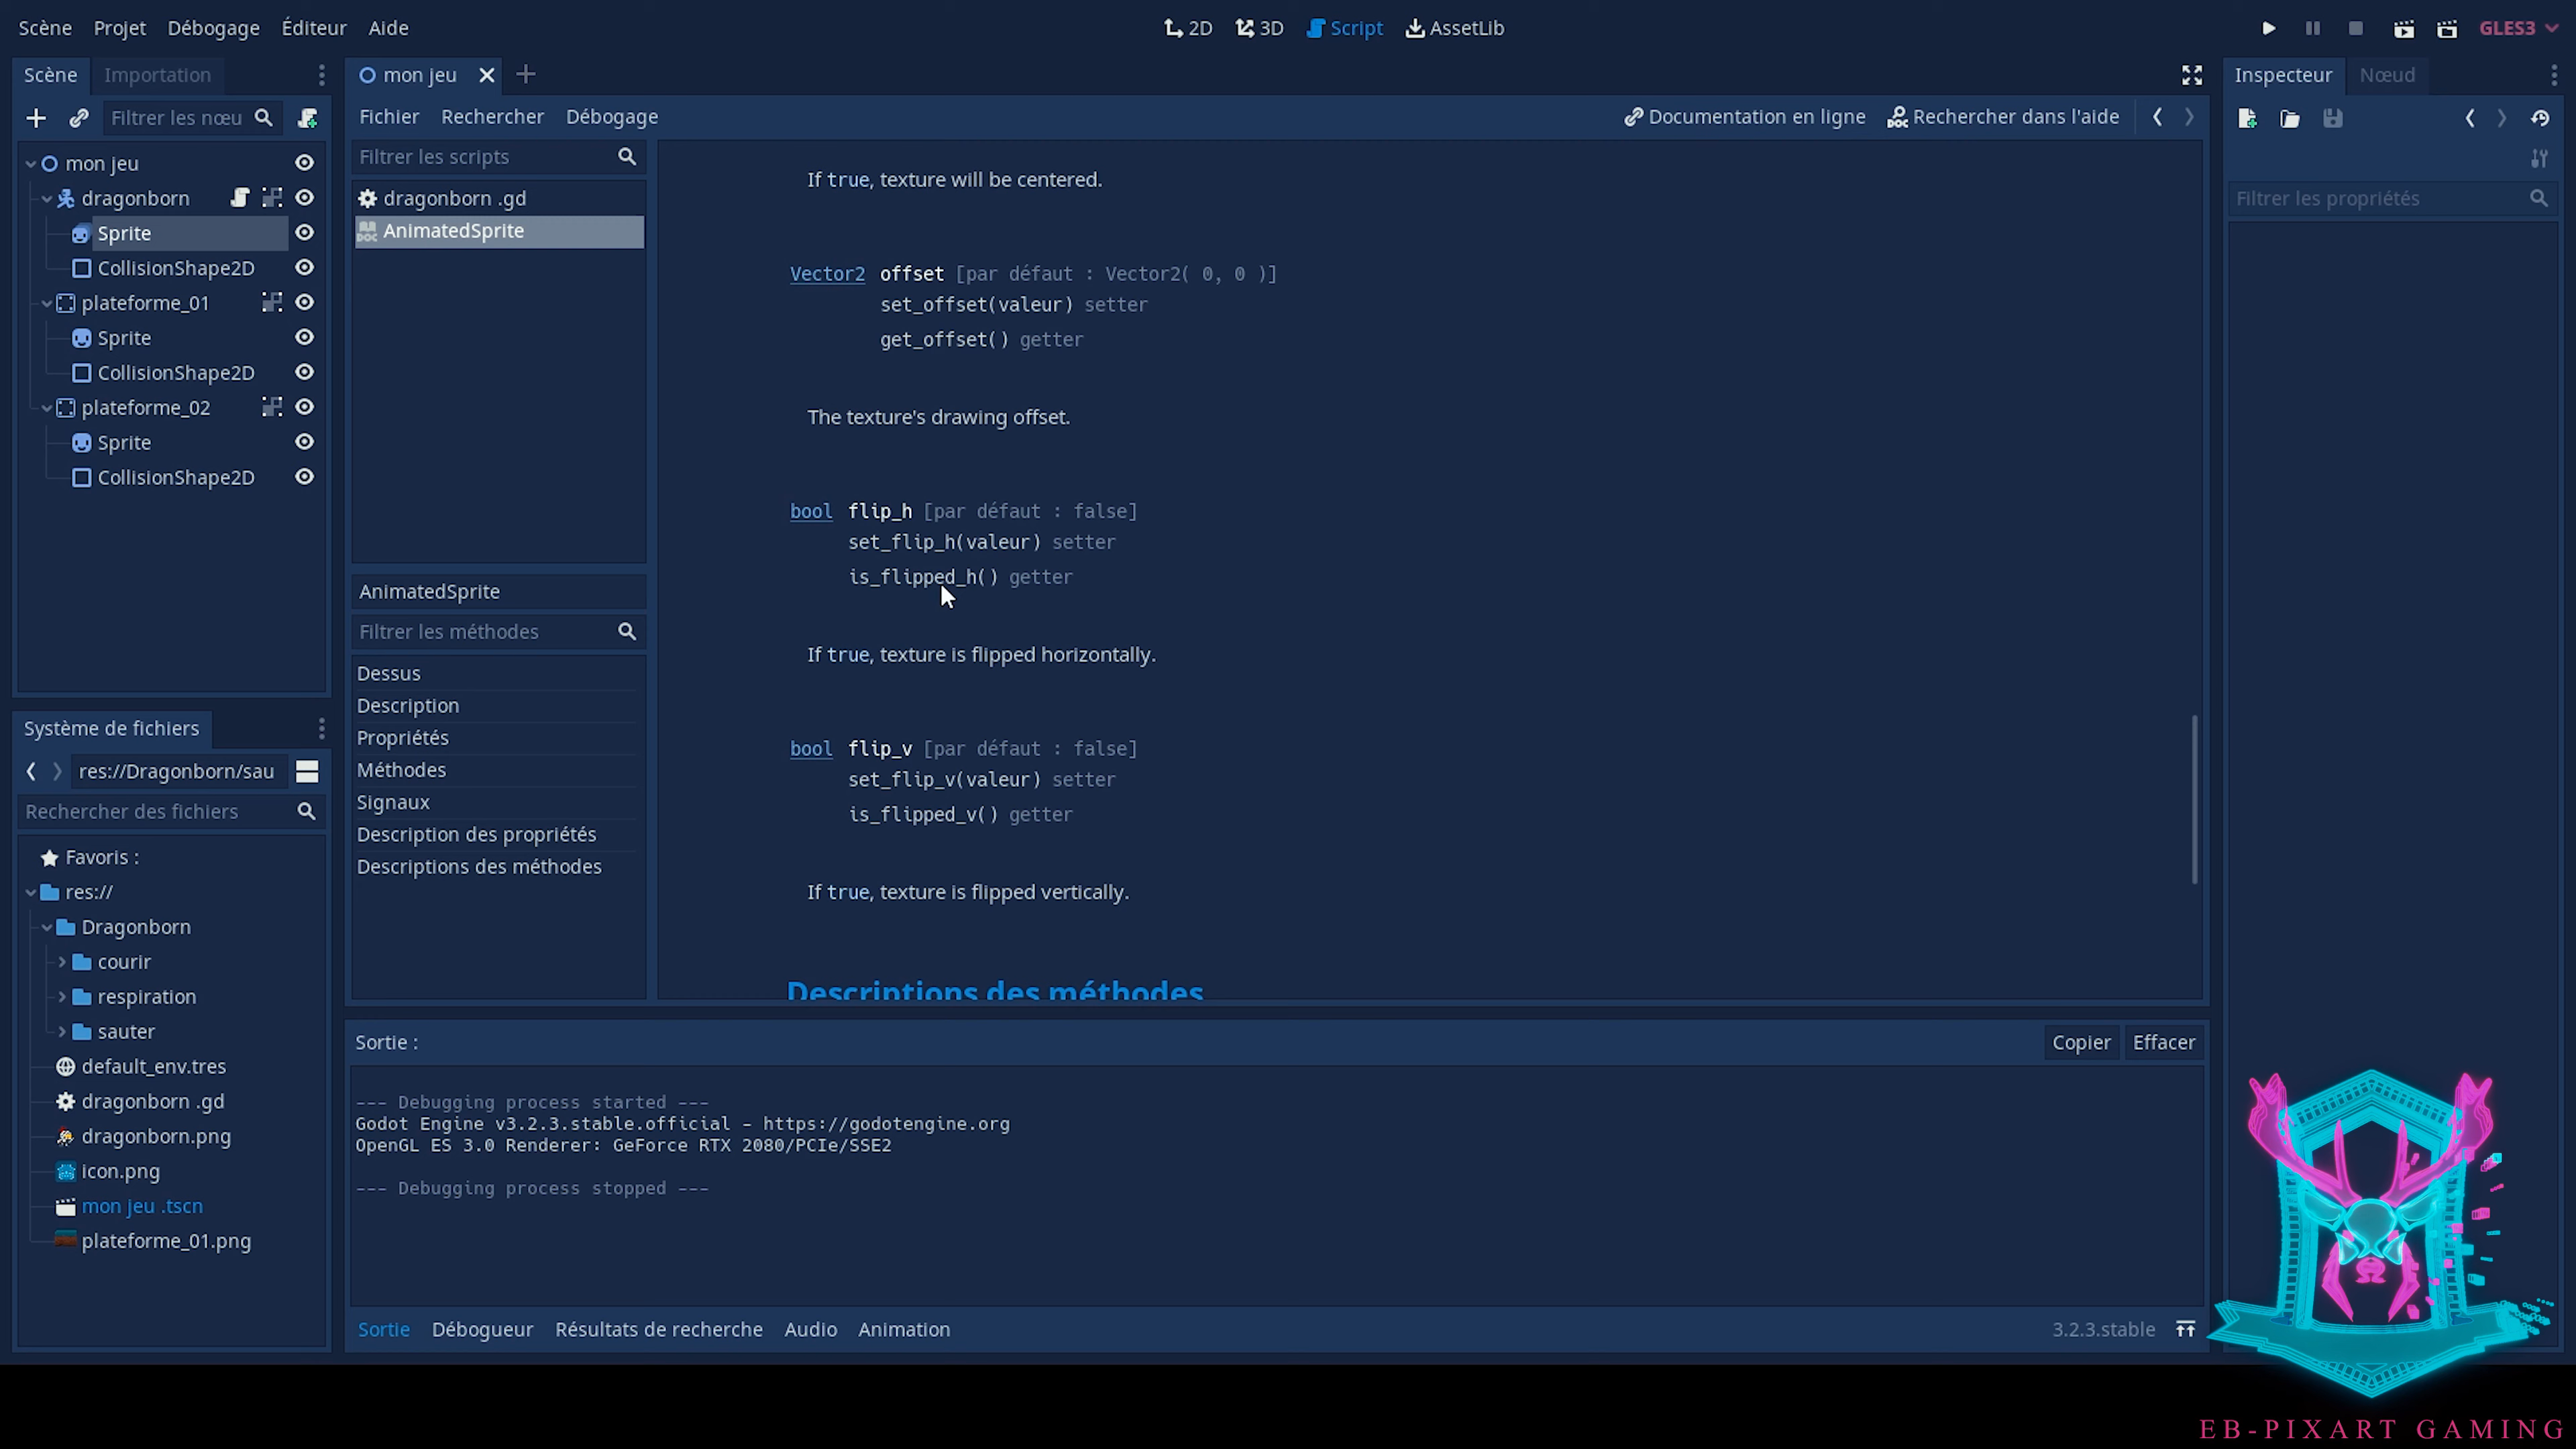 Scène Projet Débogage Éditeur Aide 2D 3D Script AssetLib GLES3
Scène Importation
Filtrer les nœu
mon jeu
dragonborn
Sprite
CollisionShape2D
plateforme_01
Sprite
CollisionShape2D
plateforme_02
Sprite
CollisionShape2D
Système de fichiers
res://Dragonborn/sau
Rechercher des fichiers
Favoris :
res://
Dragonborn
courir
respiration
sauter
default_env.tres
dragonborn .gd
dragonborn.png
icon.png
mon jeu .tscn
plateforme_01.png
mon jeu
Fichier Rechercher Débogage Documentation en ligne Rechercher dans l'aide
Filtrer les scripts
dragonborn .gd
AnimatedSprite
DOC
AnimatedSprite
Filtrer les méthodes
Dessus
Description
Propriétés
Méthodes
Signaux
Description des propriétés
Descriptions des méthodes
If true, texture will be centered.
Vector2 offset [par défaut : Vector2( 0, 0 )]
set_offset(valeur) setter
get_offset() getter
The texture's drawing offset.
bool flip_h [par défaut : false]
set_flip_h(valeur) setter
is_flipped_h() getter
If true, texture is flipped horizontally.
bool flip_v [par défaut : false]
set_flip_v(valeur) setter
is_flipped_v() getter
If true, texture is flipped vertically.
Descriptions des méthodes
Sortie : Copier Effacer
--- Debugging process started ---
Godot Engine v3.2.3.stable.official - https://godotengine.org
OpenGL ES 3.0 Renderer: GeForce RTX 2080/PCIe/SSE2
--- Debugging process stopped ---
Sortie Débogueur Résultats de recherche Audio Animation 3.2.3.stable
Inspecteur Nœud
Filtrer les propriétés
EB-PIXART GAMING